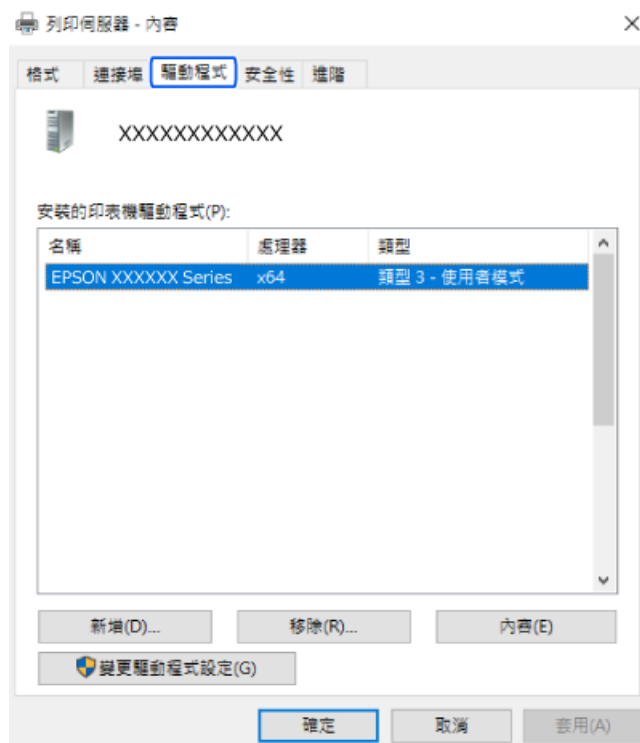 列印伺服器 - 內容
格式 連接埠 驅動程式 安全性 進階
XXXXXXXXXXXX
安裝的印表機驅動程式(P):
名稱 處理器 類型
EPSON XXXXXX Series x64 類型 3 - 使用者模式
新增(D)... 移除(R)... 內容(E)
變更驅動程式設定(G)
確定 取消 套用(A)